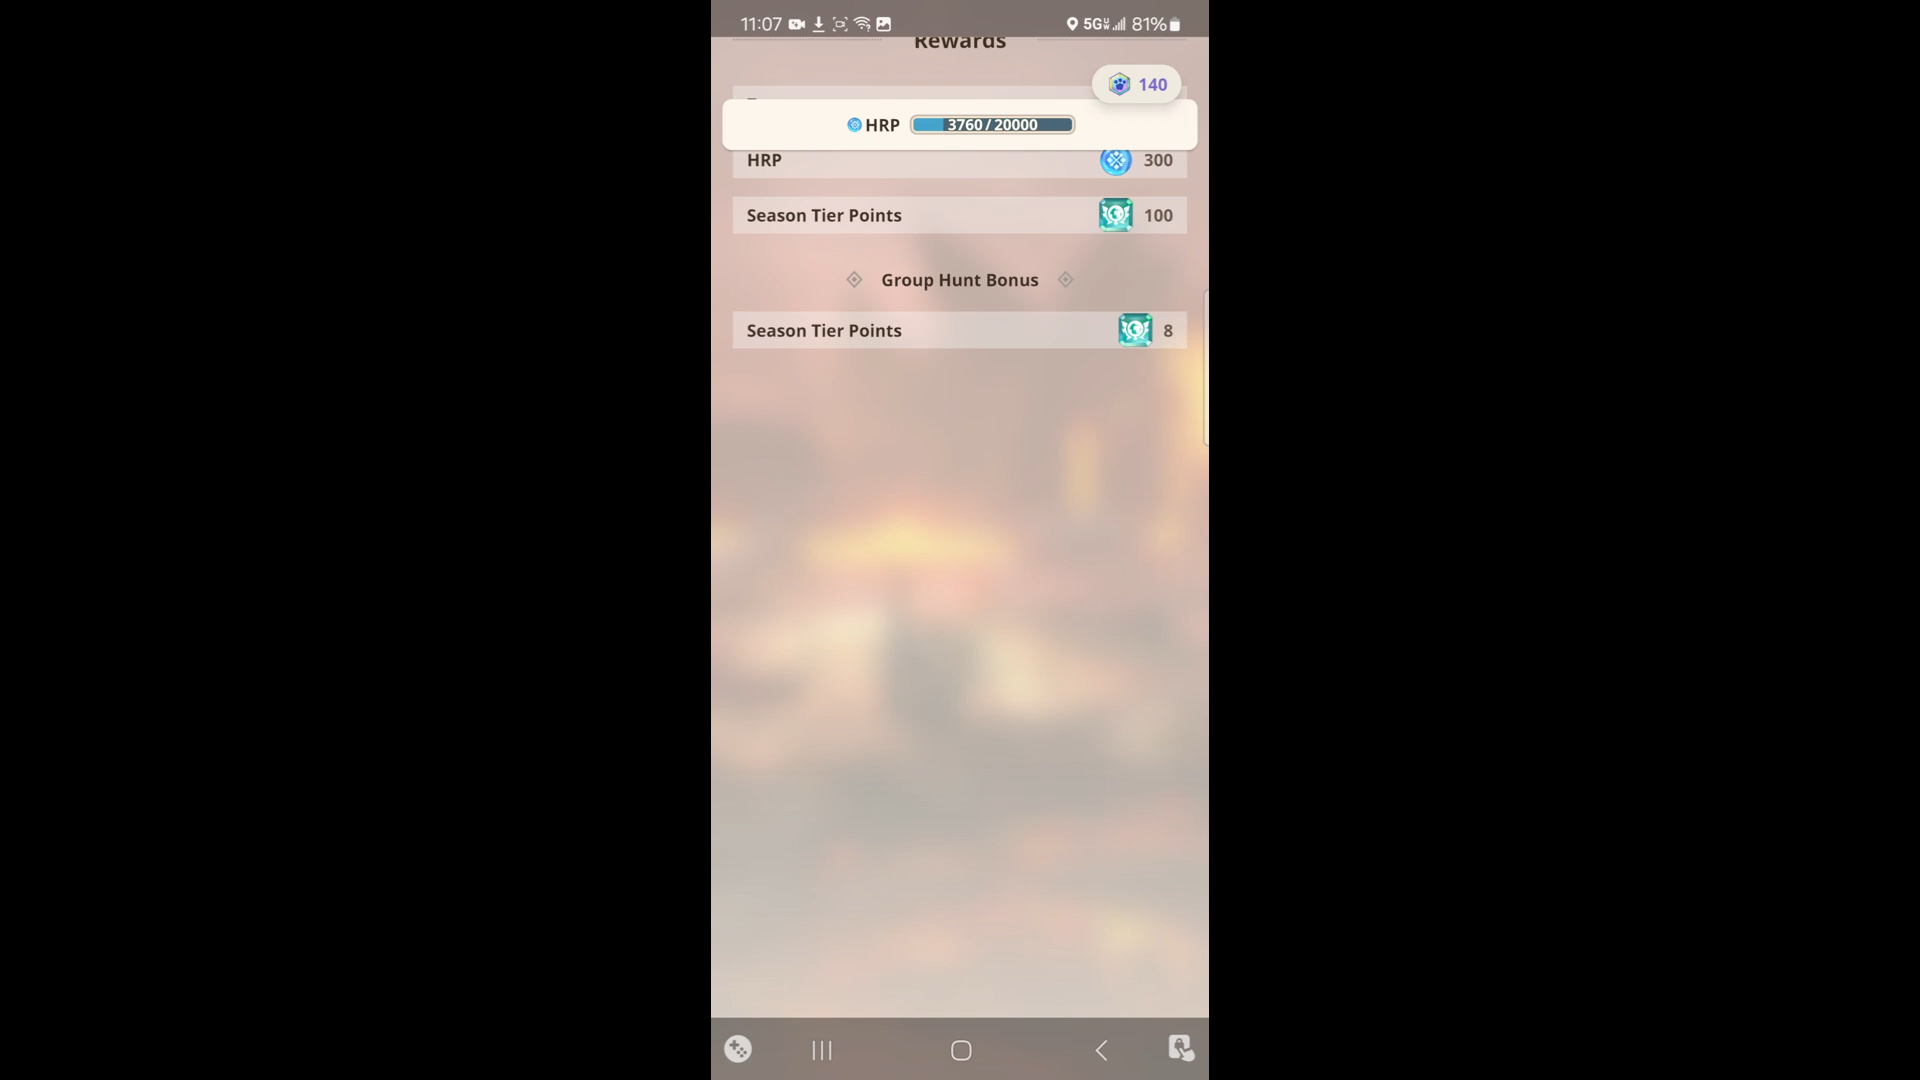 11:07 5G 81%
Rewards
140
HRP 3760/20000
HRP 300
Season Tier Points 100
Group Hunt Bonus
Season Tier Points 8